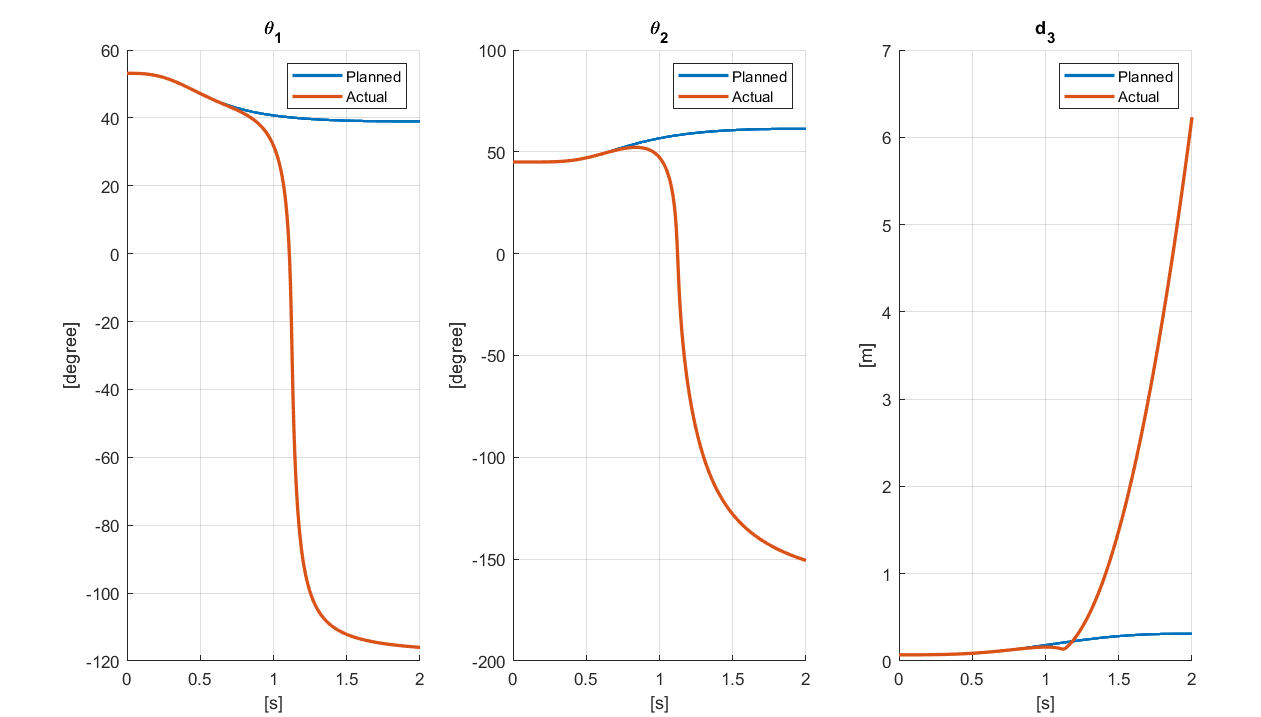 θ1
60
40
20
0
-20
-40
-60
-80
-100
-120
[degree]
0 0.5 1 1.5 2
[s]
Planned
Actual
θ2
100
50
0
-50
-100
-150
-200
[degree]
0 0.5 1 1.5 2
[s]
Planned
Actual
d3
7
6
5
4
3
2
1
0
[m]
0 0.5 1 1.5 2
[s]
Planned
Actual